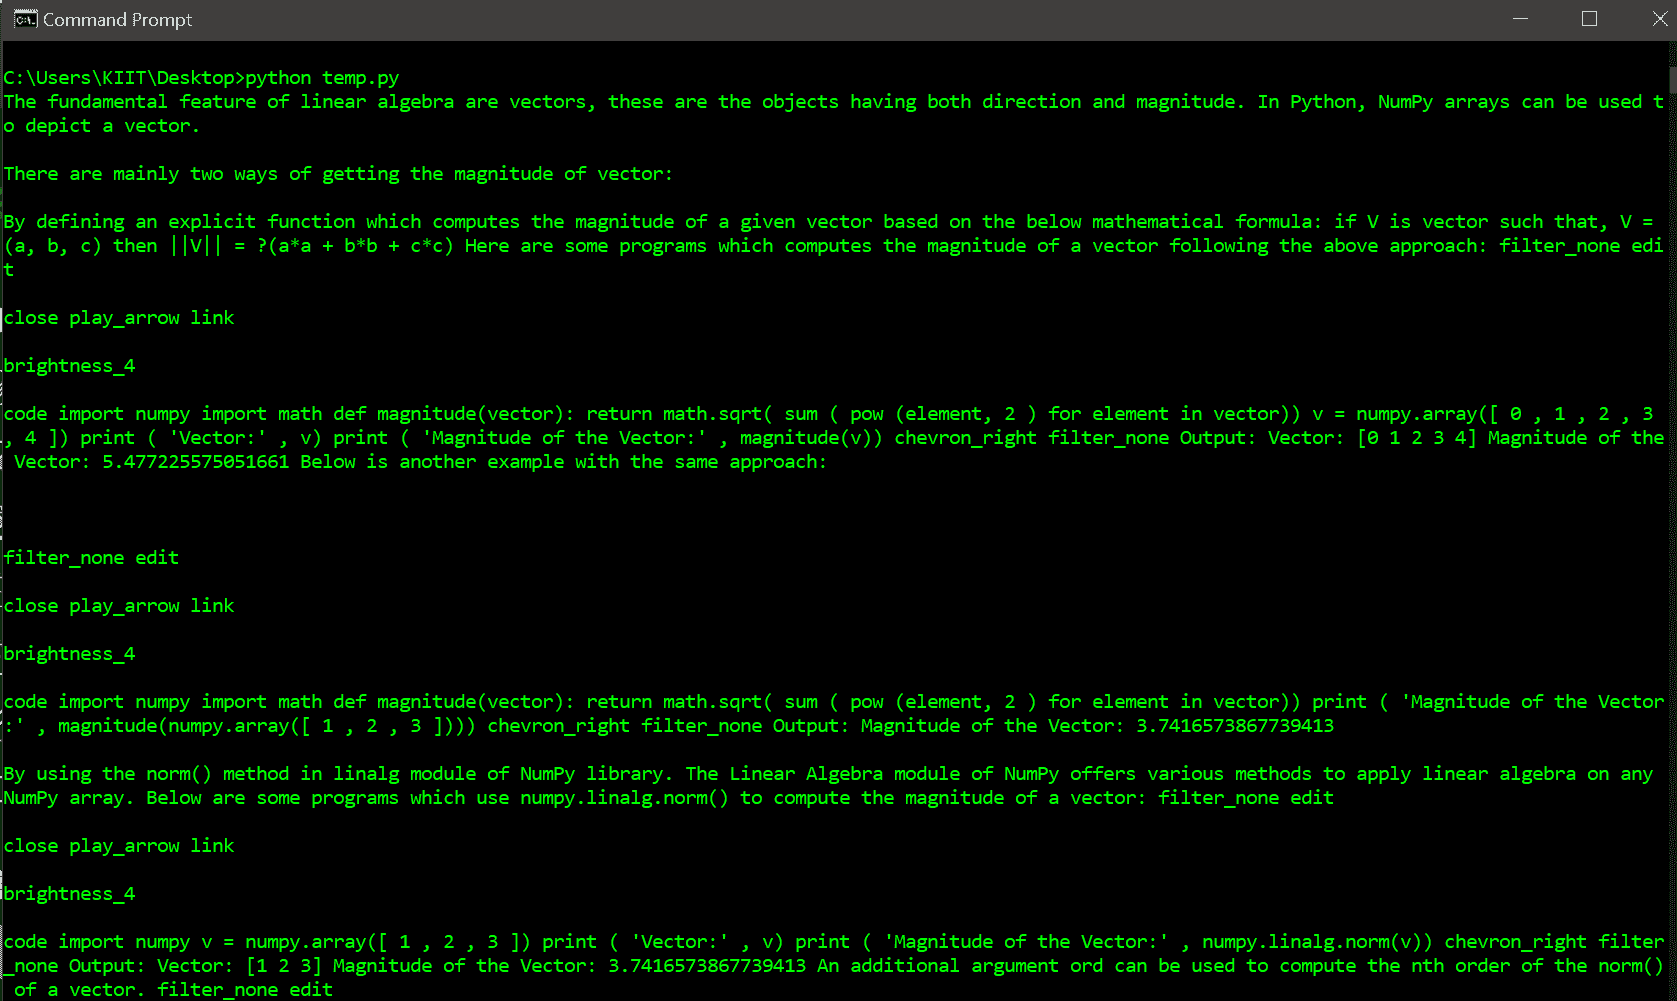 Command Prompt
C:\Users\KIIT\Desktop>python temp.py
The fundamental feature of linear algebra are vectors, these are the objects having both direction and magnitude. In Python, NumPy arrays can be used t
o depict a vector.
There are mainly two ways of getting the magnitude of vector:
By defining an explicit function which computes the magnitude of a given vector based on the below mathematical formula: if V is vector such that, V =
(a, b, c) then ||V|| = ?(a*a + b*b + c*c) Here are some programs which computes the magnitude of a vector following the above approach: filter_none edi
t
close play_arrow link
brightness_4
code import numpy import math def magnitude(vector): return math.sqrt( sum ( pow (element, 2 ) for element in vector)) v = numpy.array([ 0 , 1 , 2 , 3
, 4 ]) print ( 'Vector:' , v) print ( 'Magnitude of the Vector:' , magnitude(v)) chevron_right filter_none Output: Vector: [0 1 2 3 4] Magnitude of the
Vector: 5.477225575051661 Below is another example with the same approach:
filter_none edit
close play_arrow link
brightness_4
code import numpy import math def magnitude(vector): return math.sqrt( sum ( pow (element, 2 ) for element in vector)) print ( 'Magnitude of the Vector
:' , magnitude(numpy.array([ 1 , 2 , 3 ]))) chevron_right filter_none Output: Magnitude of the Vector: 3.7416573867739413
By using the norm() method in linalg module of NumPy library. The Linear Algebra module of NumPy offers various methods to apply linear algebra on any
NumPy array. Below are some programs which use numpy.linalg.norm() to compute the magnitude of a vector: filter_none edit
close play_arrow link
brightness_4
code import numpy v = numpy.array([ 1 , 2 , 3 ]) print ( 'Vector:' , v) print ( 'Magnitude of the Vector:' , numpy.linalg.norm(v)) chevron_right filter
_none Output: Vector: [1 2 3] Magnitude of the Vector: 3.7416573867739413 An additional argument ord can be used to compute the nth order of the norm()
of a vector. filter_none edit